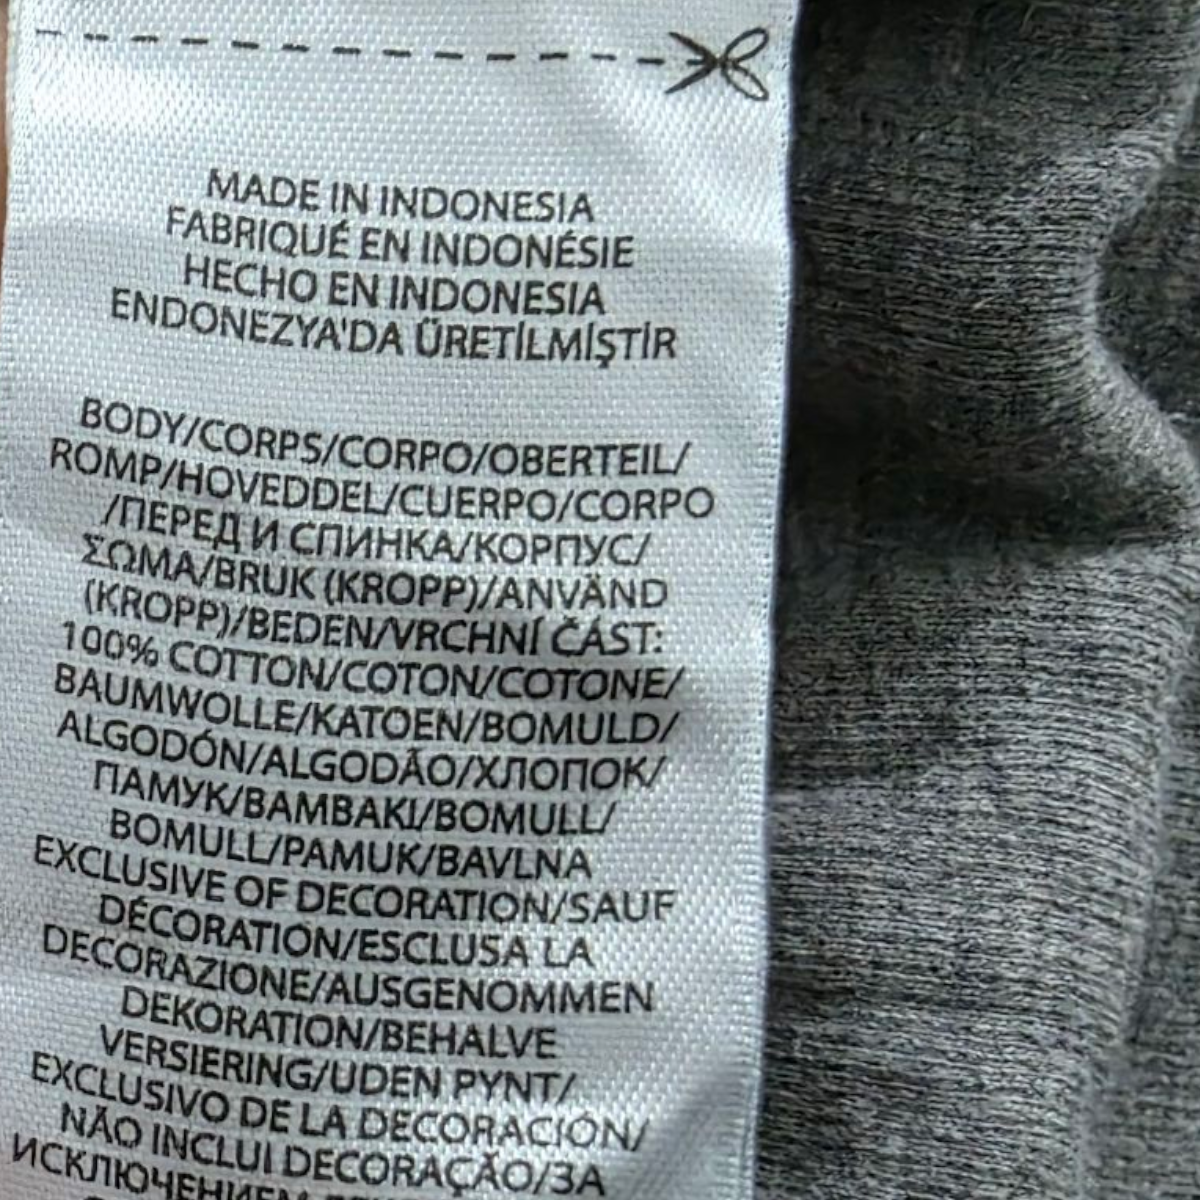 MADE IN INDONESIA
FABRIQUÉ EN INDONÉSIE
HECHO EN INDONESIA
ENDONEZYA'DA ÜRETİLMİŞTİR
BODY/CORPS/CORPO/OBERTEIL/
ROMP/HOVEDDEL/CUERPO/CORPO
/ПЕРЕД И СПИНКА/КОРПУС/
ΣΩΜΑ/BRUK (KROPP)/ANVÄND
(KROPP)/BEDEN/VRCHNÍ ČÁST:
100% COTTON/COTON/COTONE/
BAUMWOLLE/KATOEN/BOMULD/
ALGODÓN/ALGODÃO/ХЛОПОК/
ПАМУК/ΒΑΜΒΑΚΙ/BOMULL/
BOMULL/PAMUK/BAVLNA
EXCLUSIVE OF DECORATION/SAUF
DÉCORATION/ESCLUSA LA
DECORAZIONE/AUSGENOMMEN
DEKORATION/BEHALVE
VERSIERING/UDEN PYNT/
EXCLUSIVO DE LA DECORACIÓN/
NÃO INCLUI DECORAÇÃO/ЗА
ИСКЛЮЧЕНИЕМ